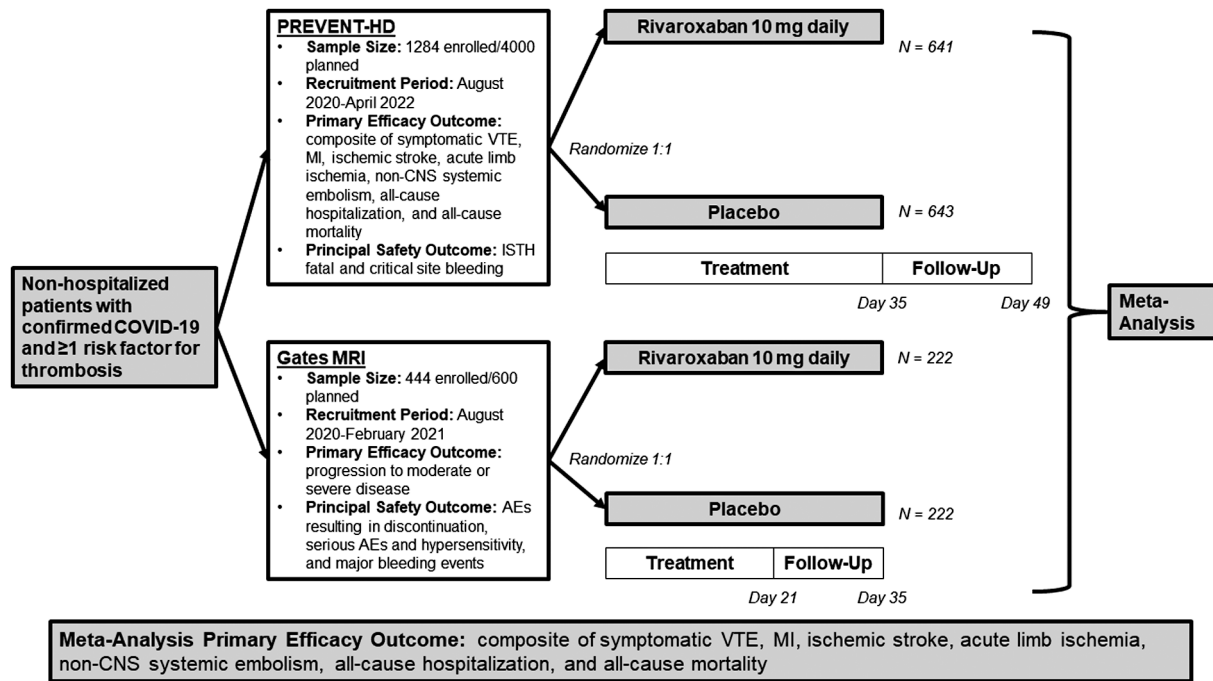 Non-hospitalized
patients with
confirmed COVID-19
and ≥1 risk factor for
thrombosis
PREVENT-HD
• Sample Size: 1284 enrolled/4000
planned
• Recruitment Period: August
2020-April 2022
• Primary Efficacy Outcome:
composite of symptomatic VTE,
MI, ischemic stroke, acute limb
ischemia, non-CNS systemic
embolism, all-cause
hospitalization, and all-cause
mortality
• Principal Safety Outcome: ISTH
fatal and critical site bleeding
Randomize 1:1
Rivaroxaban 10 mg daily
N = 641
Placebo
N = 643
Treatment
Follow-Up
Day 35
Day 49
Gates MRI
• Sample Size: 444 enrolled/600
planned
• Recruitment Period: August
2020-February 2021
• Primary Efficacy Outcome:
progression to moderate or
severe disease
• Principal Safety Outcome: AEs
resulting in discontinuation,
serious AEs and hypersensitivity,
and major bleeding events
Randomize 1:1
Rivaroxaban 10 mg daily
N = 222
Placebo
N = 222
Treatment
Follow-Up
Day 21
Day 35
Meta-
Analysis
Meta-Analysis Primary Efficacy Outcome: composite of symptomatic VTE, MI, ischemic stroke, acute limb ischemia,
non-CNS systemic embolism, all-cause hospitalization, and all-cause mortality